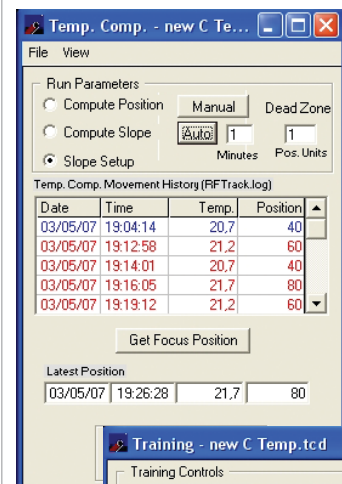 Temp. Comp. - new C Te...
File View
Run Parameters
Compute Position Manual Dead Zone
Compute Slope Auto 1 1
Slope Setup Minutes Pos. Units
Temp. Comp. Movement History (RFTrack.log)
Date Time Temp. Position
03/05/07 19:04:14 20,7 40
03/05/07 19:12:58 21,2 60
03/05/07 19:14:01 20,7 40
03/05/07 19:16:05 21,7 80
03/05/07 19:19:12 21,2 60
Get Focus Position
Latest Position
03/05/07 19:26:28 21,7 80
Training - new C Temp.tcd
Training Controls